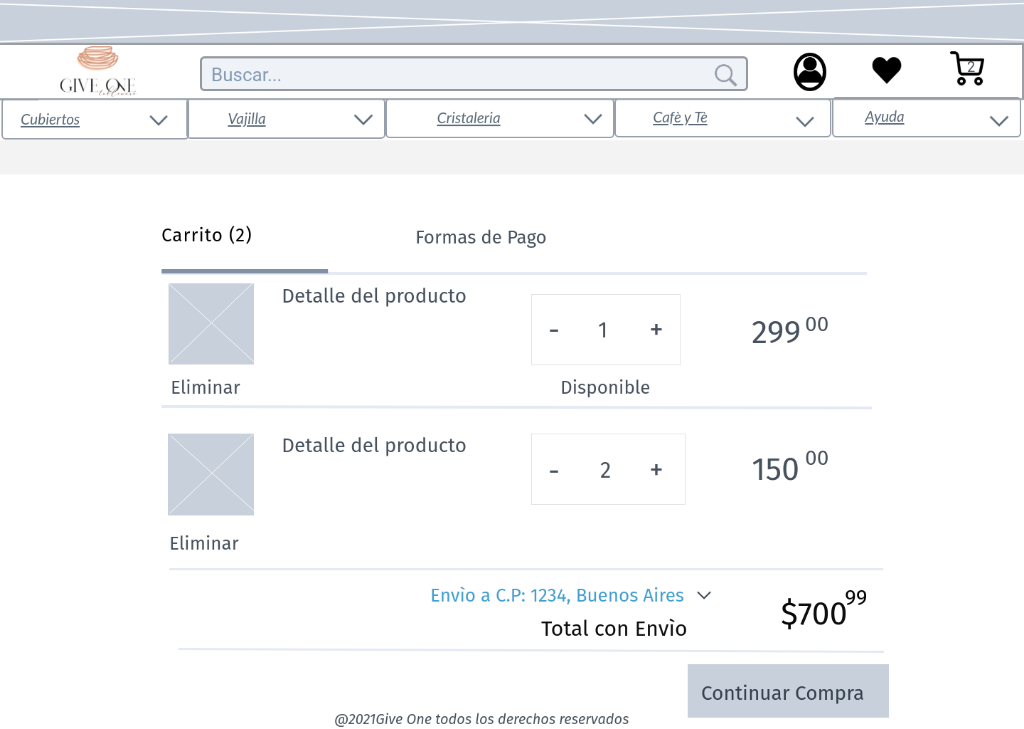 GIVE ONE
Buscar...
2
Cubiertos
Vajilla
Cristaleria
Cafè y Tè
Ayuda
Carrito (2)
Formas de Pago
Detalle del producto
- 1 +
299 00
Eliminar
Disponible
Detalle del producto
- 2 +
150 00
Eliminar
Envìo a C.P: 1234, Buenos Aires
$700 99
Total con Envìo
Continuar Compra
@2021Give One todos los derechos reservados